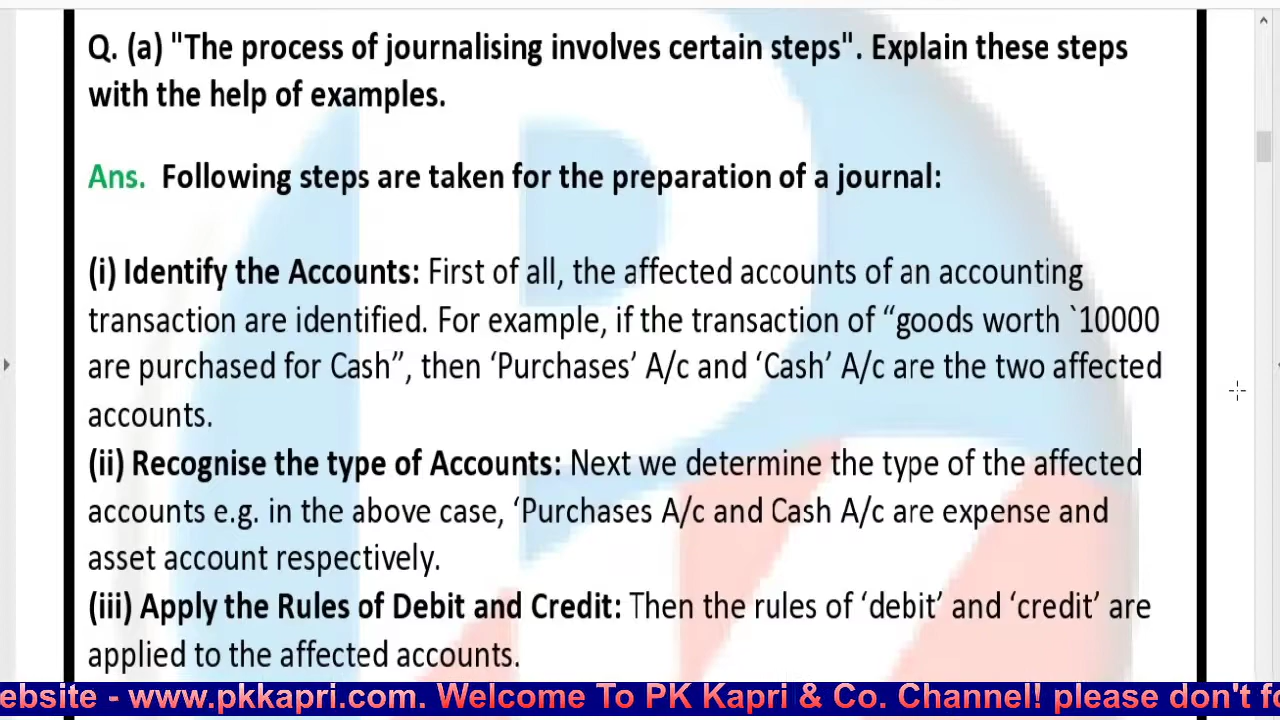 Q. (a) "The process of journalising involves certain steps". Explain these steps
with the help of examples.
Ans. Following steps are taken for the preparation of a journal:
(i) Identify the Accounts: First of all, the affected accounts of an accounting
transaction are identified. For example, if the transaction of “goods worth `10000
are purchased for Cash”, then ‘Purchases’ A/c and ‘Cash’ A/c are the two affected
accounts.
(ii) Recognise the type of Accounts: Next we determine the type of the affected
accounts e.g. in the above case, ‘Purchases A/c and Cash A/c are expense and
asset account respectively.
(iii) Apply the Rules of Debit and Credit: Then the rules of ‘debit’ and ‘credit’ are
applied to the affected accounts.
ebsite - www.pkkapri.com. Welcome To PK Kapri & Co. Channel! please don't fo